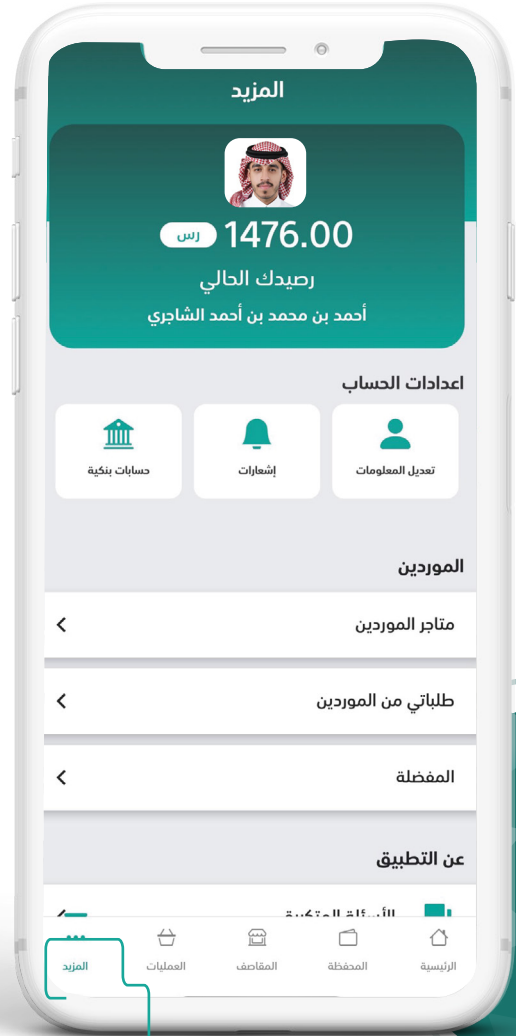 المزيد
1476.00 رس
رصيدك الحالي
أحمد بن محمد بن أحمد الشاجري
اعدادات الحساب
تعديل المعلومات
إشعارات
حسابات بنكية
الموردين
متاجر الموردين
طلباتي من الموردين
المفضلة
عن التطبيق
الأسئلة
الرئيسية
المحفظة
المقاصف
العمليات
المزيد